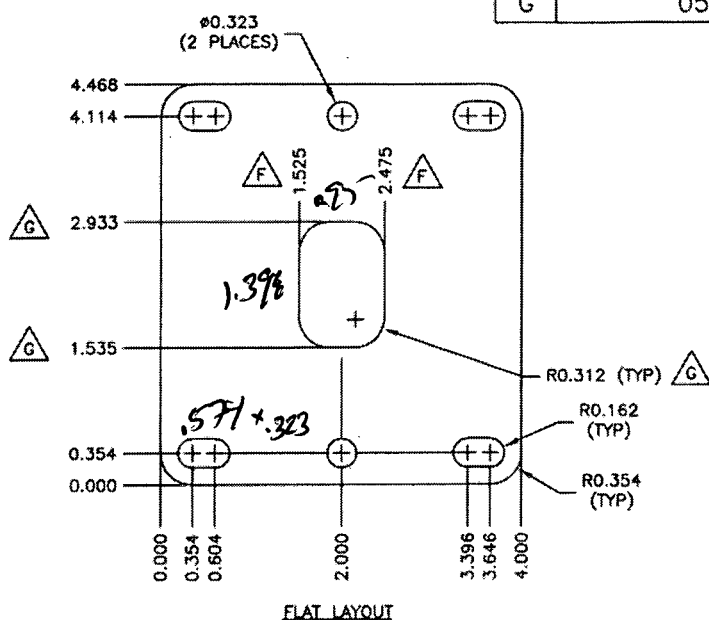 G 05
⌀0.323
(2 PLACES)
4.468
4.114
F 1.525 2.475 F
G 2.933
1.398
G 1.535
R0.312 (TYP) G
.571 x .323
R0.162
(TYP)
0.354
0.000
R0.354
(TYP)
0.000 0.354 0.604 2.000 3.396 3.646 4.000
FLAT LAYOUT